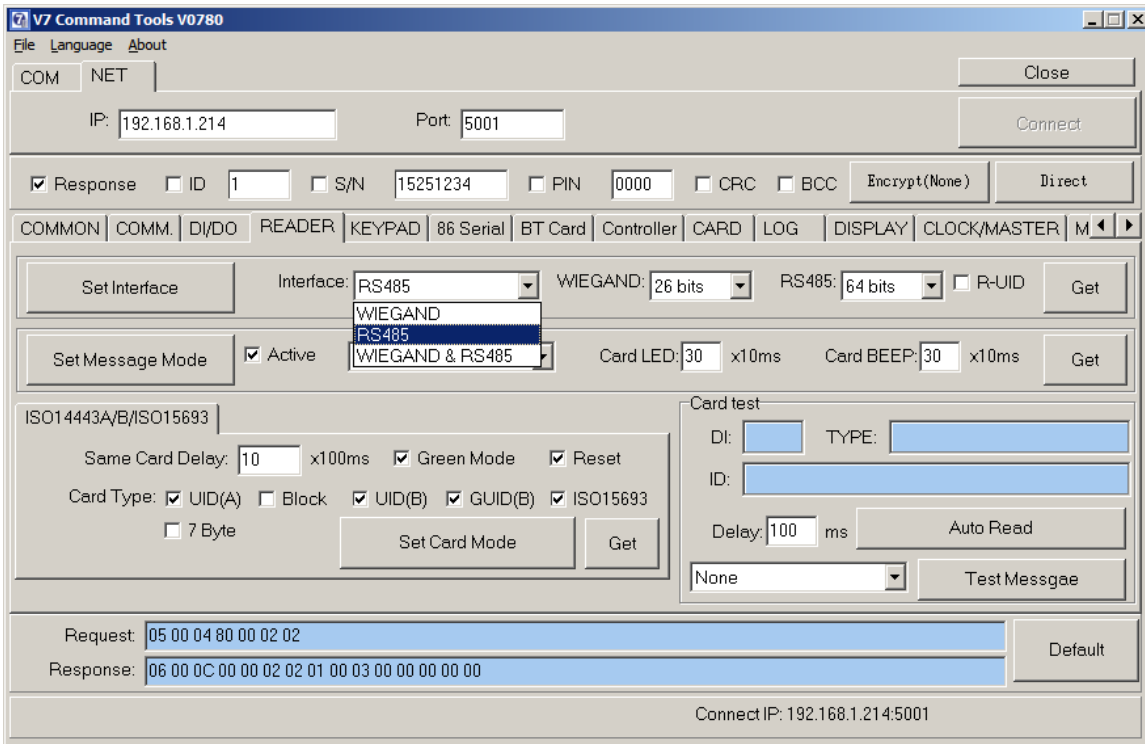 V7 Command Tools V0780
File Language About
COM NET Close
IP: 192.168.1.214 Port: 5001 Connect
Response ID 1 S/N 15251234 PIN 0000 CRC BCC Encrypt(None) Direct
COMMON COMM. DI/DO READER KEYPAD 86 Serial BT Card Controller CARD LOG DISPLAY CLOCK/MASTER M
Set Interface Interface: RS485 WIEGAND: 26 bits RS485: 64 bits R-UID Get
WIEGAND
RS485
WIEGAND & RS485
Set Message Mode Active Card LED: 30 x10ms Card BEEP: 30 x10ms Get
ISO14443A/B/ISO15693
Same Card Delay: 10 x100ms Green Mode Reset
Card Type: UID(A) Block UID(B) GUID(B) ISO15693
7 Byte Set Card Mode Get
Card test
DI: TYPE:
ID:
Delay: 100 ms Auto Read
None Test Messgae
Request: 05 00 04 80 00 02 02
Response: 06 00 0C 00 00 02 02 01 00 03 00 00 00 00 00
Default
Connect IP: 192.168.1.214:5001